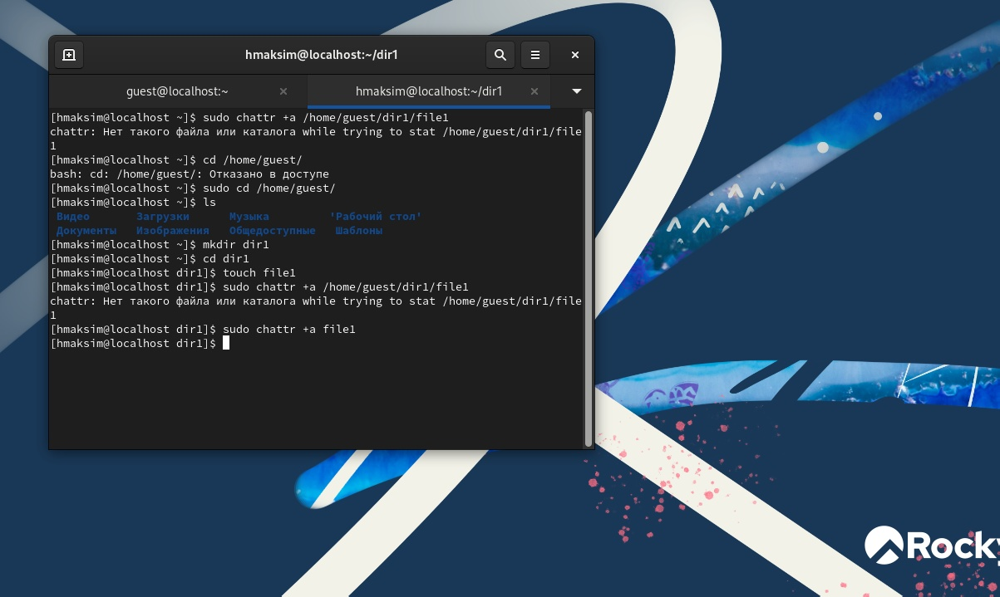 hmaksim@localhost:~/dir1
guest@localhost:~
hmaksim@localhost:~/dir1
[hmaksim@localhost ~]$ sudo chattr +a /home/guest/dir1/file1
chattr: Нет такого файла или каталога while trying to stat /home/guest/dir1/file
1
[hmaksim@localhost ~]$ cd /home/guest/
bash: cd: /home/guest/: Отказано в доступе
[hmaksim@localhost ~]$ sudo cd /home/guest/
[hmaksim@localhost ~]$ ls
Видео Загрузки Музыка 'Рабочий стол'
Документы Изображения Общедоступные Шаблоны
[hmaksim@localhost ~]$ mkdir dir1
[hmaksim@localhost ~]$ cd dir1
[hmaksim@localhost dir1]$ touch file1
[hmaksim@localhost dir1]$ sudo chattr +a /home/guest/dir1/file1
chattr: Нет такого файла или каталога while trying to stat /home/guest/dir1/file
1
[hmaksim@localhost dir1]$ sudo chattr +a file1
[hmaksim@localhost dir1]$
Rocky